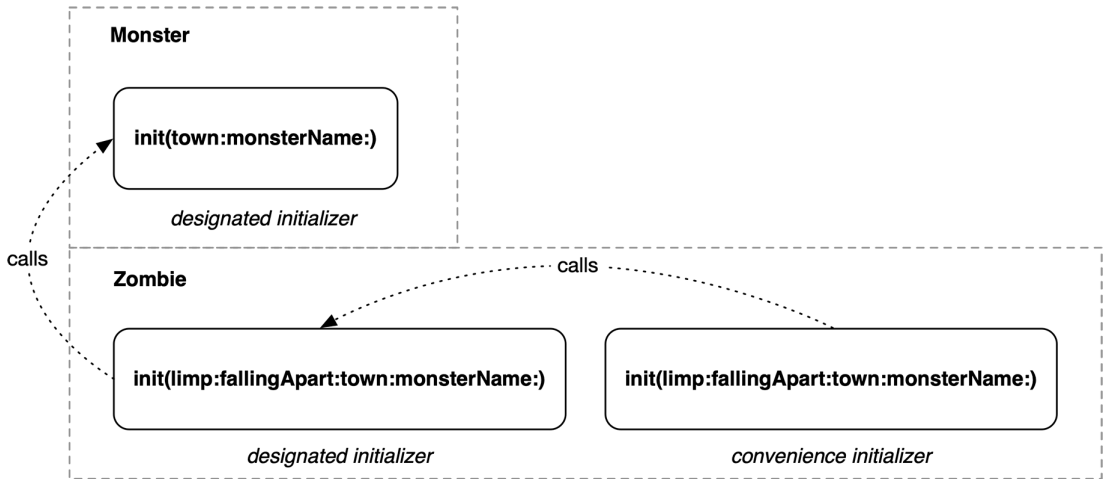 Monster
init(town:monsterName:)
designated initializer
calls
Zombie
calls
init(limp:fallingApart:town:monsterName:)
init(limp:fallingApart:town:monsterName:)
designated initializer
convenience initializer